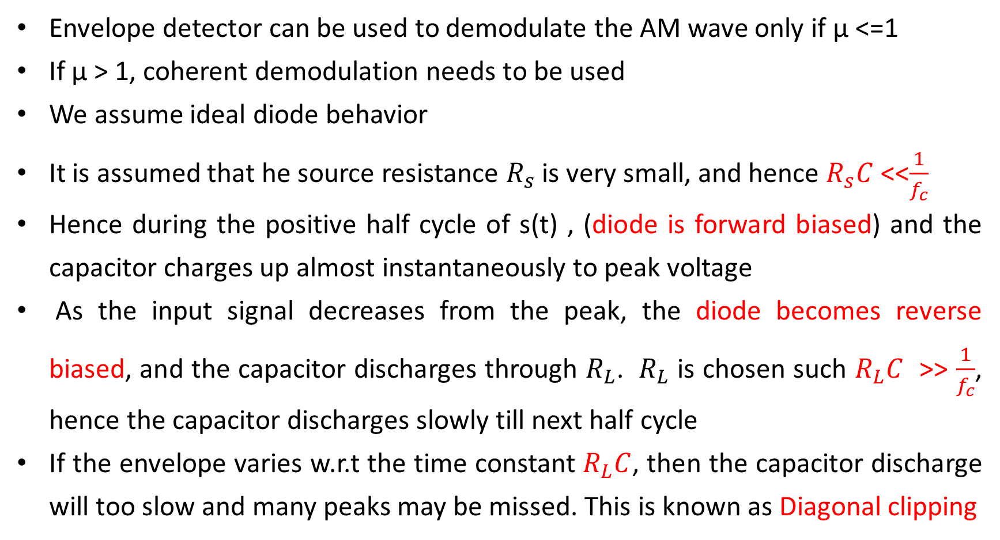 • Envelope detector can be used to demodulate the AM wave only if μ <=1
• If μ > 1, coherent demodulation needs to be used
• We assume ideal diode behavior
• It is assumed that he source resistance R_s is very small, and hence R_sC <<1/f_c
• Hence during the positive half cycle of s(t) , (diode is forward biased) and the
capacitor charges up almost instantaneously to peak voltage
• As the input signal decreases from the peak, the diode becomes reverse
biased, and the capacitor discharges through R_L. R_L is chosen such R_LC >> 1/f_c,
hence the capacitor discharges slowly till next half cycle
• If the envelope varies w.r.t the time constant R_LC, then the capacitor discharge
will too slow and many peaks may be missed. This is known as Diagonal clipping